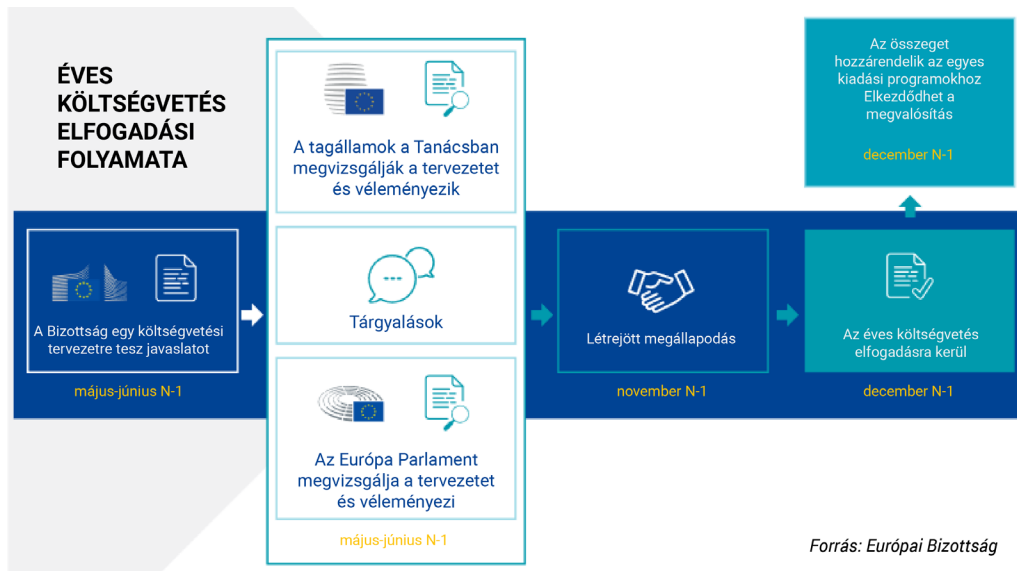 ÉVES
KÖLTSÉGVETÉS
ELFOGADÁSI
FOLYAMATA
A Bizottság egy költségvetési
tervezetre tesz javaslatot
május-június N-1
A tagállamok a Tanácsban
megvizsgálják a tervezetet
és véleményezik
Tárgyalások
Az Európa Parlament
megvizsgálja a tervezetet
és véleményezi
május-június N-1
Létrejött megállapodás
november N-1
Az éves költségvetés
elfogadásra kerül
december N-1
Az összeget
hozzárendelik az egyes
kiadási programokhoz
Elkezdődhet a
megvalósítás
december N-1
Forrás: Európai Bizottság